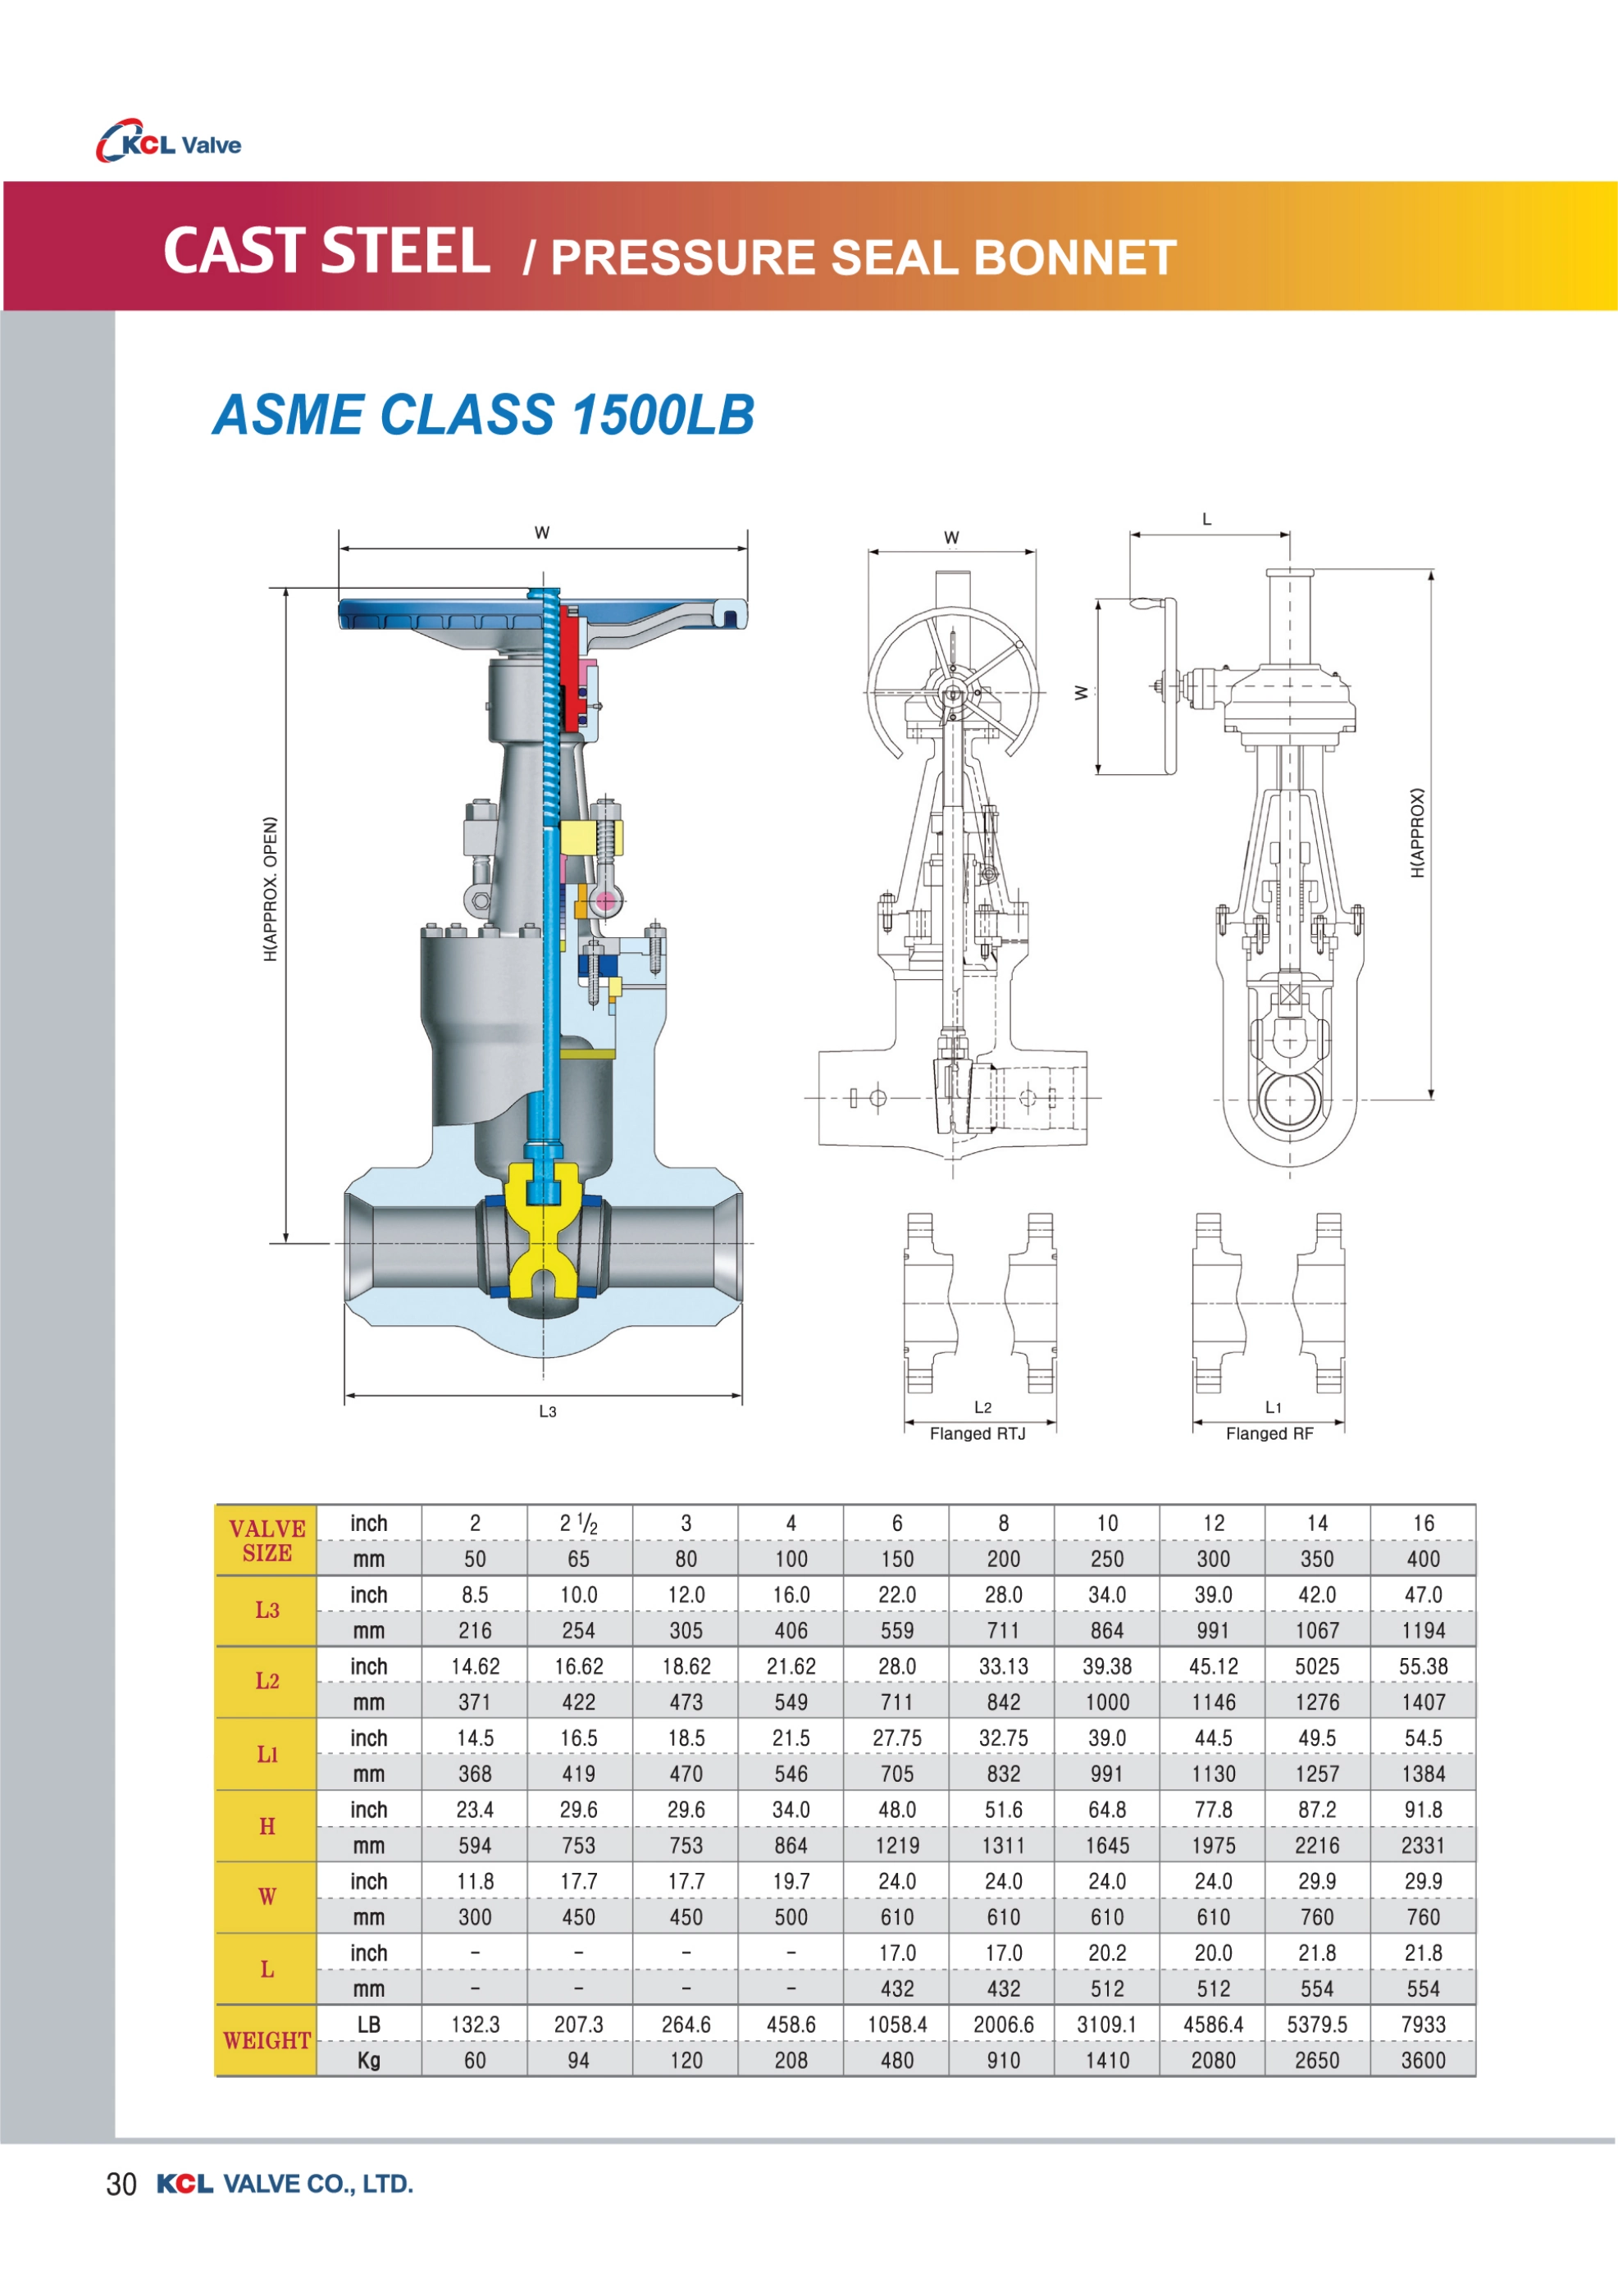 KCL Valve
CAST STEEL / PRESSURE SEAL BONNET
ASME CLASS 1500LB
W
H(APPROX. OPEN)
L3
W
L
W
H(APPROX)
L2
Flanged RTJ
L1
Flanged RF
VALVE SIZE inch 2 2 1/2 3 4 6 8 10 12 14 16
mm 50 65 80 100 150 200 250 300 350 400
L3 inch 8.5 10.0 12.0 16.0 22.0 28.0 34.0 39.0 42.0 47.0
mm 216 254 305 406 559 711 864 991 1067 1194
L2 inch 14.62 16.62 18.62 21.62 28.0 33.13 39.38 45.12 5025 55.38
mm 371 422 473 549 711 842 1000 1146 1276 1407
L1 inch 14.5 16.5 18.5 21.5 27.75 32.75 39.0 44.5 49.5 54.5
mm 368 419 470 546 705 832 991 1130 1257 1384
H inch 23.4 29.6 29.6 34.0 48.0 51.6 64.8 77.8 87.2 91.8
mm 594 753 753 864 1219 1311 1645 1975 2216 2331
W inch 11.8 17.7 17.7 19.7 24.0 24.0 24.0 24.0 29.9 29.9
mm 300 450 450 500 610 610 610 610 760 760
L inch - - - - 17.0 17.0 20.2 20.0 21.8 21.8
mm - - - - 432 432 512 512 554 554
WEIGHT LB 132.3 207.3 264.6 458.6 1058.4 2006.6 3109.1 4586.4 5379.5 7933
Kg 60 94 120 208 480 910 1410 2080 2650 3600
30 KCL VALVE CO., LTD.